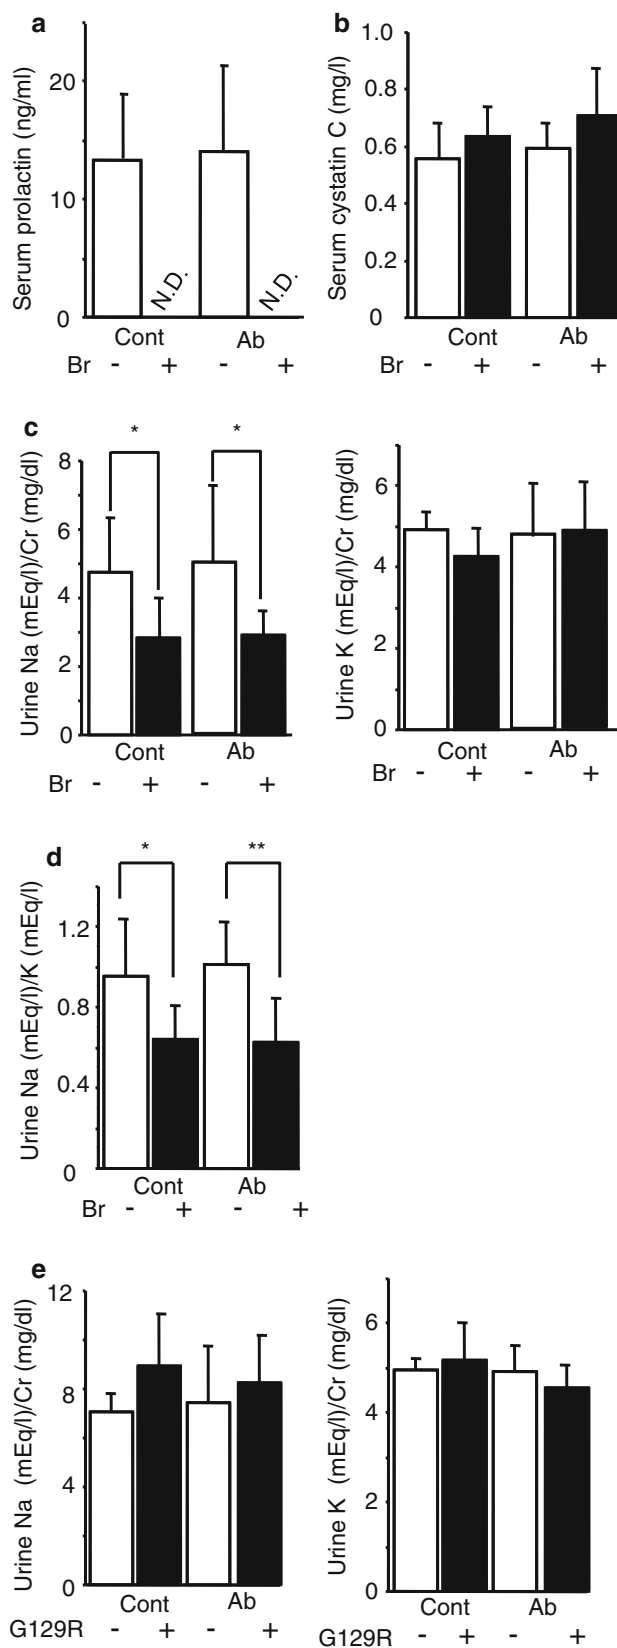 a
Serum prolactin (ng/ml)
20
10
0
N.D.
N.D.
Cont Ab
Br - + - +
b
Serum cystatin C (mg/l)
1.0
0.8
0.6
0.4
0.2
0
Cont Ab
Br - + - +
c
Urine Na (mEq/l)/Cr (mg/dl)
8
6
4
2
0
* *
Cont Ab
Br - + - +
Urine K (mEq/l)/Cr (mg/dl)
6
4
2
0
Cont Ab
Br - + - +
d
Urine Na (mEq/l)/K (mEq/l)
1.2
0.8
0.4
0
* **
Cont Ab
Br - + - +
e
Urine Na (mEq/l)/Cr (mg/dl)
12
8
4
0
Cont Ab
G129R - + - +
Urine K (mEq/l)/Cr (mg/dl)
6
4
2
0
Cont Ab
G129R - + - +